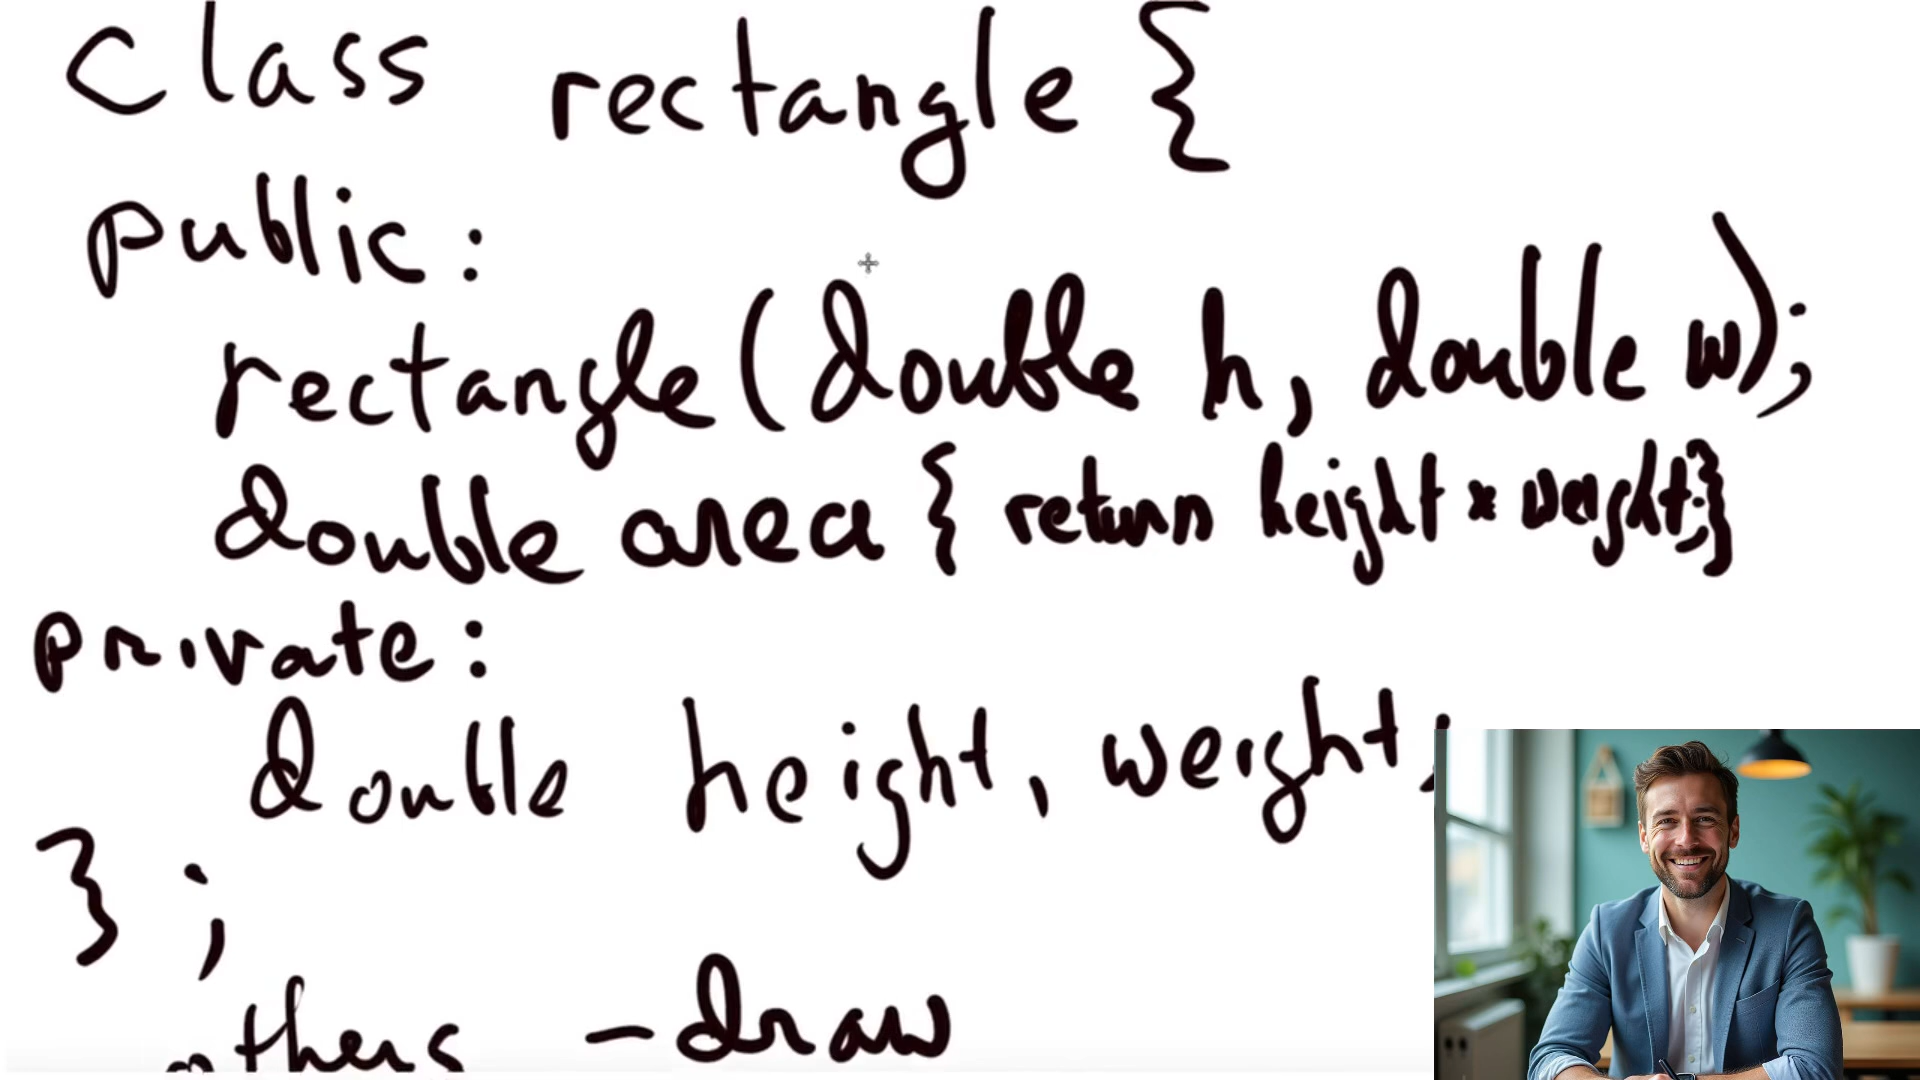 class rectangle {
public:
rectangle(double h, double w);
double area { return height * weight; }
private:
double height, weight;
};
others - draw